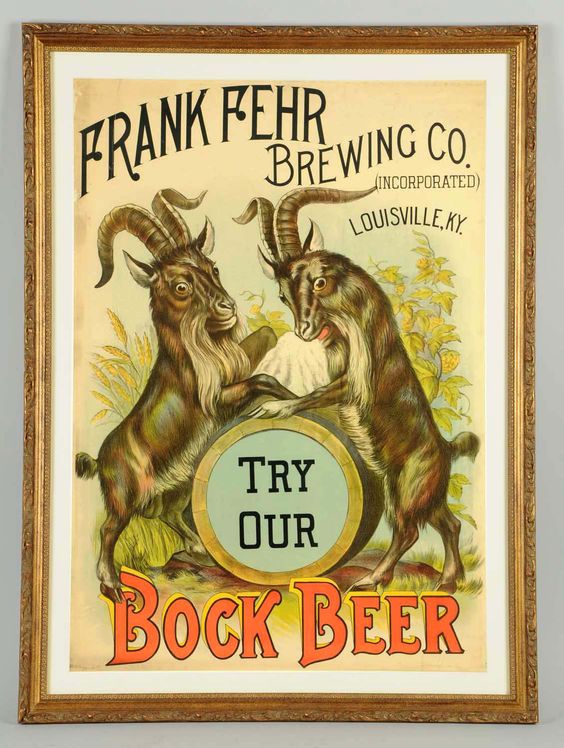 FRANK FEHR
BREWING CO.
(INCORPORATED)
LOUISVILLE, KY.
TRY
OUR
BOCK BEER